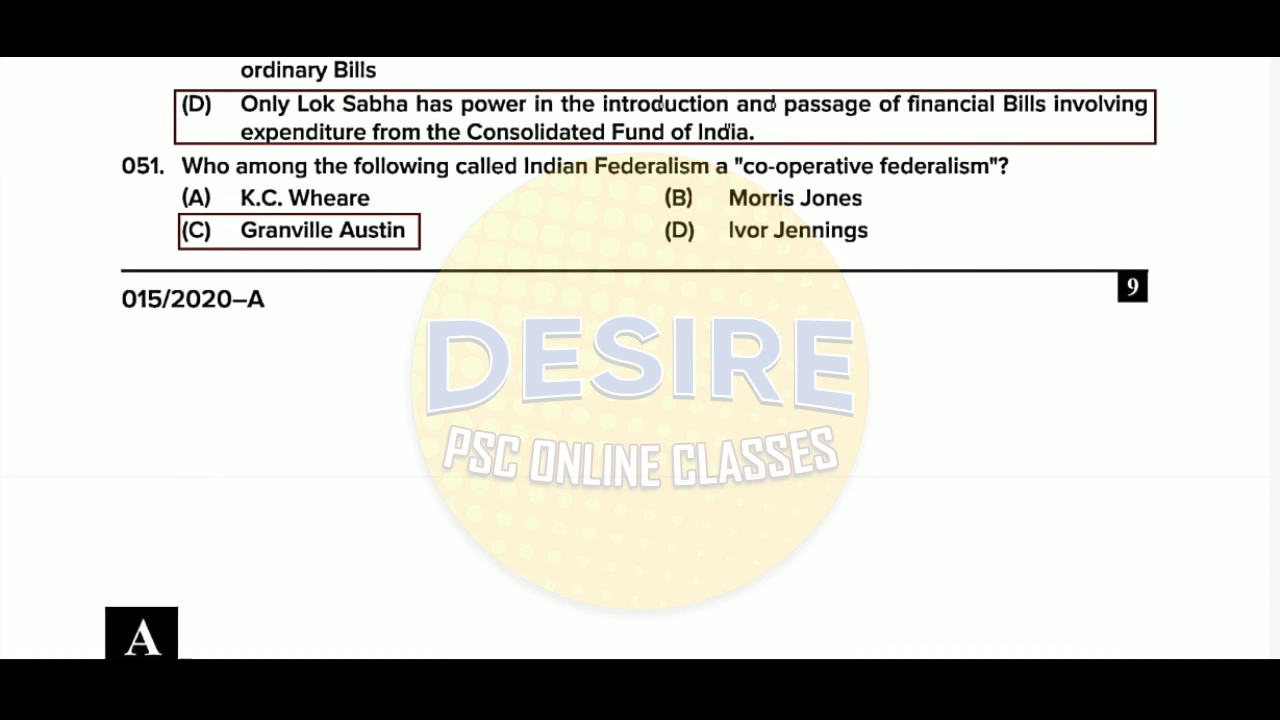 ordinary Bills
(D) Only Lok Sabha has power in the introduction and passage of financial Bills involving
expenditure from the Consolidated Fund of India.
051. Who among the following called Indian Federalism a "co-operative federalism"?
(A) K.C. Wheare (B) Morris Jones
(C) Granville Austin (D) Ivor Jennings
015/2020–A 9
DESIRE
PSC ONLINE CLASSES
A